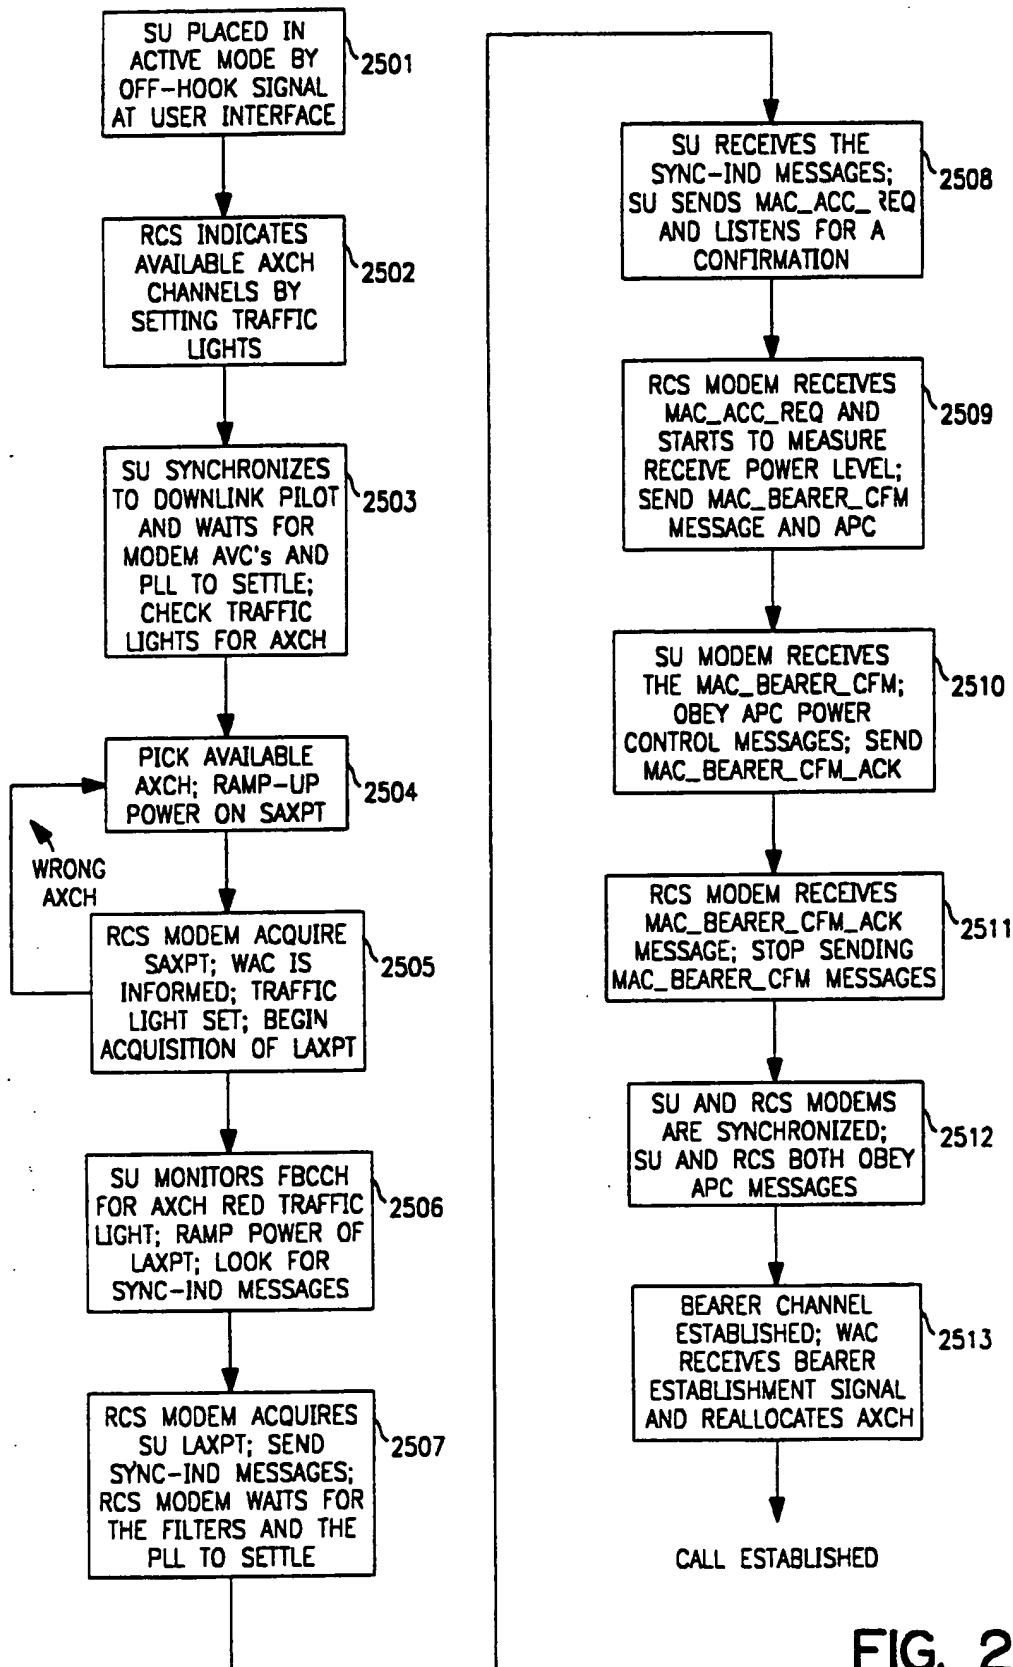 SU PLACED IN
ACTIVE MODE BY
OFF-HOOK SIGNAL
AT USER INTERFACE
2501
RCS INDICATES
AVAILABLE AXCH
CHANNELS BY
SETTING TRAFFIC
LIGHTS
2502
SU SYNCHRONIZES
TO DOWNLINK PILOT
AND WAITS FOR
MODEM AVC's AND
PLL TO SETTLE;
CHECK TRAFFIC
LIGHTS FOR AXCH
2503
PICK AVAILABLE
AXCH; RAMP-UP
POWER ON SAXPT
2504
WRONG
AXCH
RCS MODEM ACQUIRE
SAXPT; WAC IS
INFORMED; TRAFFIC
LIGHT SET; BEGIN
ACQUISITION OF LAXPT
2505
SU MONITORS FBCCH
FOR AXCH RED TRAFFIC
LIGHT; RAMP POWER OF
LAXPT; LOOK FOR
SYNC-IND MESSAGES
2506
RCS MODEM ACQUIRES
SU LAXPT; SEND
SYNC-IND MESSAGES;
RCS MODEM WAITS FOR
THE FILTERS AND THE
PLL TO SETTLE
2507
SU RECEIVES THE
SYNC-IND MESSAGES;
SU SENDS MAC_ACC_REQ
AND LISTENS FOR A
CONFIRMATION
2508
RCS MODEM RECEIVES
MAC_ACC_REQ AND
STARTS TO MEASURE
RECEIVE POWER LEVEL;
SEND MAC_BEARER_CFM
MESSAGE AND APC
2509
SU MODEM RECEIVES
THE MAC_BEARER_CFM;
OBEY APC POWER
CONTROL MESSAGES; SEND
MAC_BEARER_CFM_ACK
2510
RCS MODEM RECEIVES
MAC_BEARER_CFM_ACK
MESSAGE; STOP SENDING
MAC_BEARER_CFM MESSAGES
2511
SU AND RCS MODEMS
ARE SYNCHRONIZED;
SU AND RCS BOTH OBEY
APC MESSAGES
2512
BEARER CHANNEL
ESTABLISHED; WAC
RECEIVES BEARER
ESTABLISHMENT SIGNAL
AND REALLOCATES AXCH
2513
CALL ESTABLISHED
FIG. 2